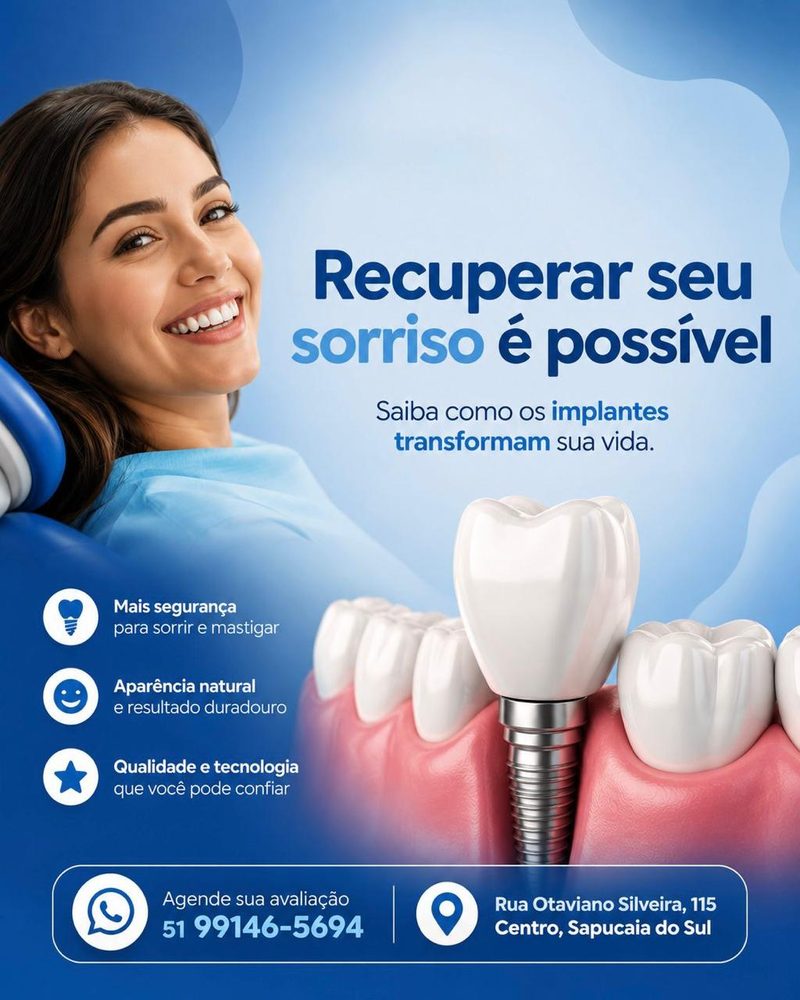 Recuperar seu
sorriso é possível
Saiba como os implantes
transformam sua vida.
Mais segurança
para sorrir e mastigar
Aparência natural
e resultado duradouro
Qualidade e tecnologia
que você pode confiar
Agende sua avaliação
51 99146-5694
Rua Otaviano Silveira, 115
Centro, Sapucaia do Sul